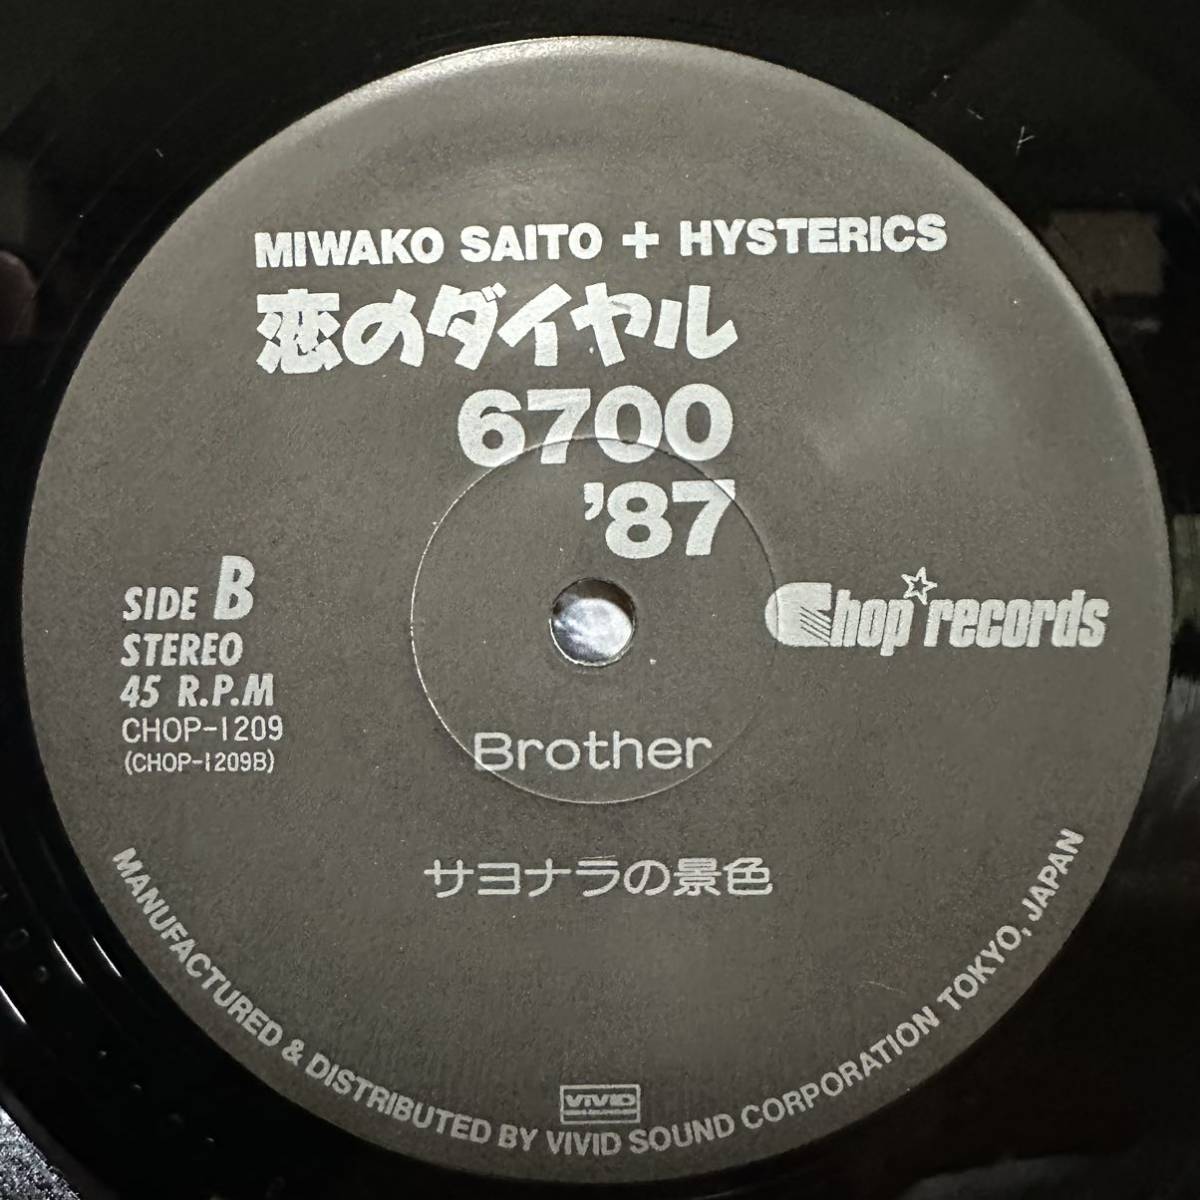 MIWAKO SAITO + HYSTERICS
恋のダイヤル
6700
'87
SIDE B
STEREO
45 R.P.M
CHOP-1209
(CHOP-1209B)
Chop records
Brother
サヨナラの景色
VIVID
MANUFACTURED & DISTRIBUTED BY VIVID SOUND CORPORATION TOKYO, JAPAN